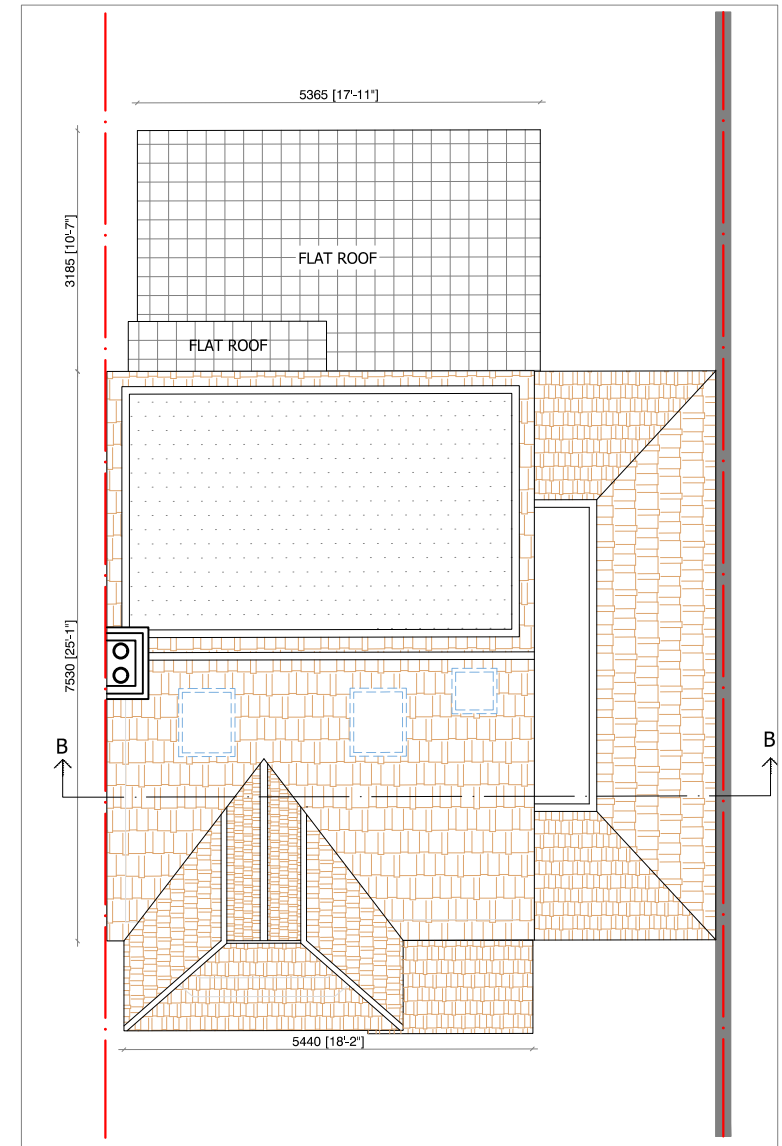 5365 [17'-11"]
3185 [10'-7"]
FLAT ROOF
FLAT ROOF
7530 [25'-1"]
B
B
5440 [18'-2"]